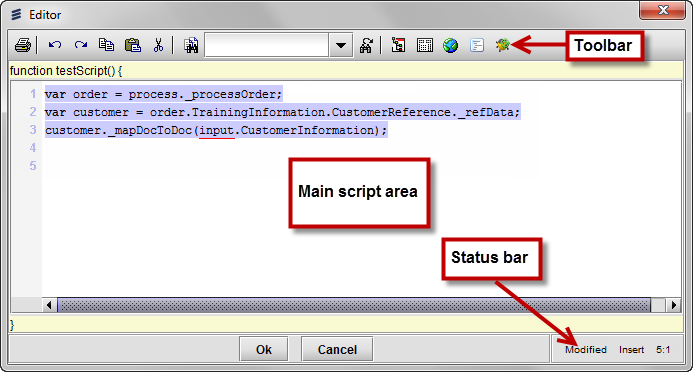 Editor
Toolbar
function testScript() {
1 var order = process._processOrder;
2 var customer = order.TrainingInformation.CustomerReference._refData;
3 customer._mapDocToDoc(input.CustomerInformation);
4
5
Main script area
Status bar
}
Ok Cancel Modified Insert 5:1